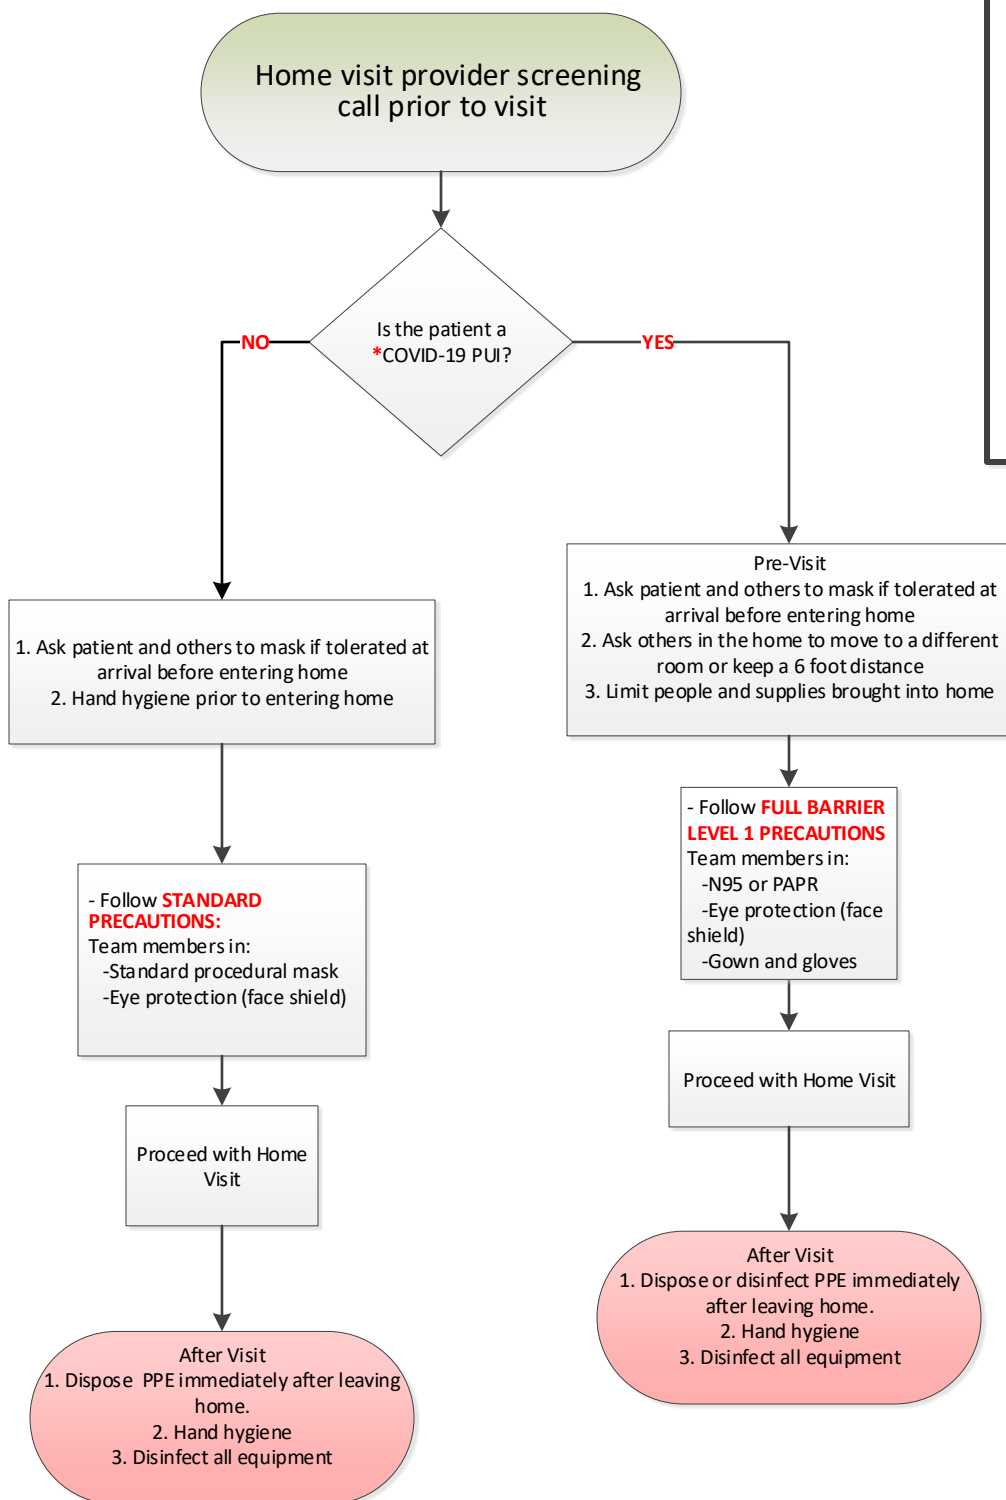 Home visit provider screening
call prior to visit
Is the patient a
*COVID-19 PUI?
NO
YES
1. Ask patient and others to mask if tolerated at
arrival before entering home
2. Hand hygiene prior to entering home
- Follow STANDARD
PRECAUTIONS:
Team members in:
-Standard procedural mask
-Eye protection (face shield)
Proceed with Home
Visit
After Visit
1. Dispose  PPE immediately after leaving
home.
2. Hand hygiene
3. Disinfect all equipment
Pre-Visit
1. Ask patient and others to mask if tolerated at
arrival before entering home
2. Ask others in the home to move to a different
room or keep a 6 foot distance
3. Limit people and supplies brought into home
- Follow FULL BARRIER
LEVEL 1 PRECAUTIONS
Team members in:
-N95 or PAPR
-Eye protection (face
shield)
-Gown and gloves
Proceed with Home Visit
After Visit
1. Dispose or disinfect PPE immediately
after leaving home.
2. Hand hygiene
3. Disinfect all equipment